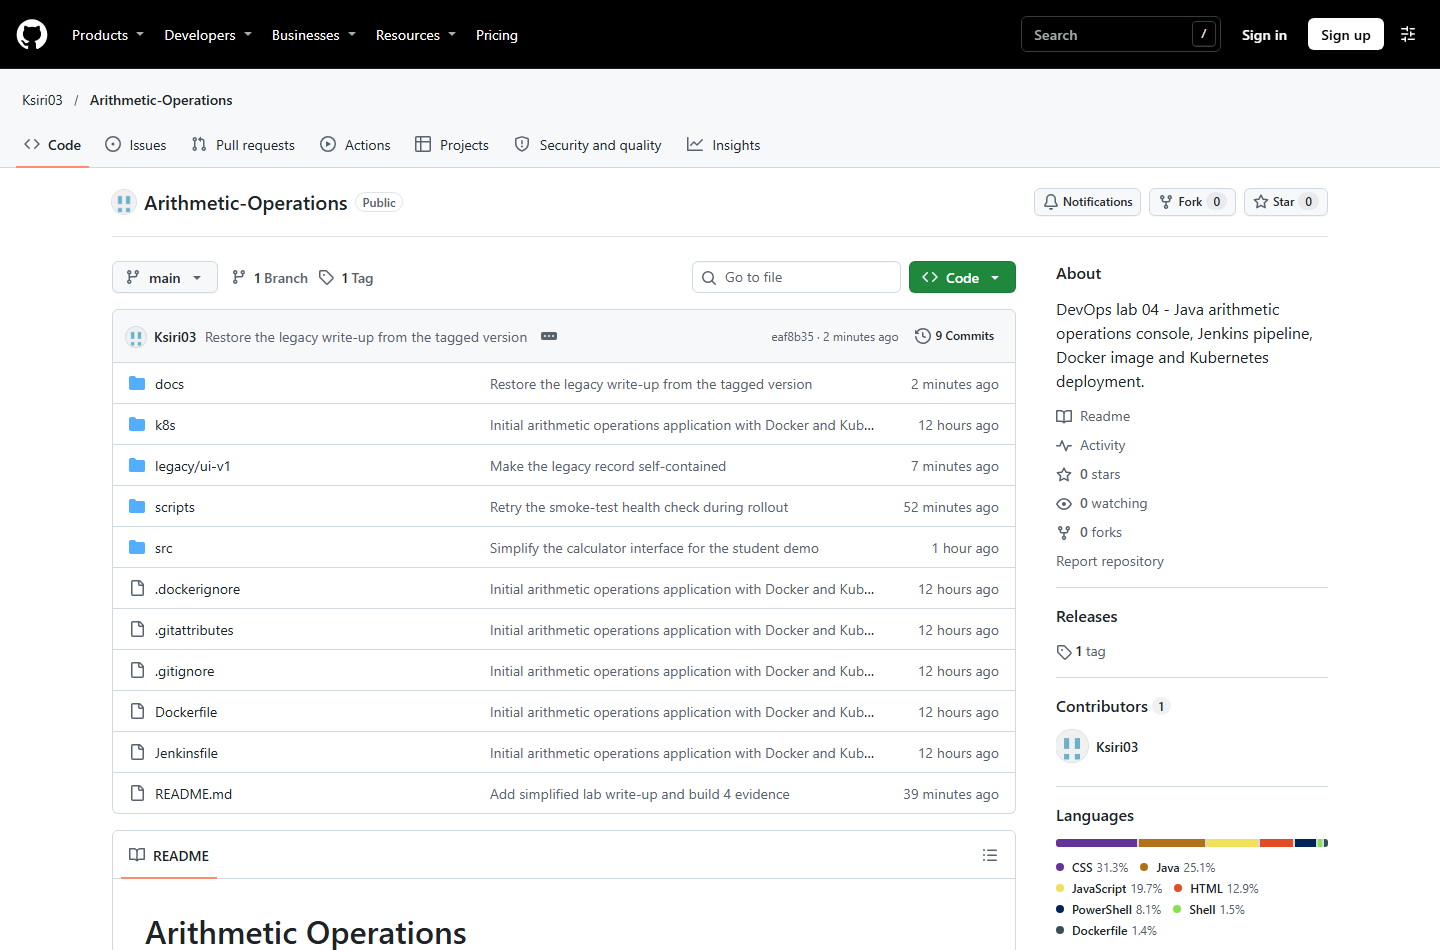 Products Developers Businesses Resources Pricing Search / Sign in Sign up
Ksiri03 / Arithmetic-Operations
Code Issues Pull requests Actions Projects Security and quality Insights
Arithmetic-Operations Public Notifications Fork 0 Star 0
main 1 Branch 1 Tag Go to file Code
Ksiri03 Restore the legacy write-up from the tagged version eaf8b35 · 2 minutes ago 9 Commits
docs Restore the legacy write-up from the tagged version 2 minutes ago
k8s Initial arithmetic operations application with Docker and Kub... 12 hours ago
legacy/ui-v1 Make the legacy record self-contained 7 minutes ago
scripts Retry the smoke-test health check during rollout 52 minutes ago
src Simplify the calculator interface for the student demo 1 hour ago
.dockerignore Initial arithmetic operations application with Docker and Kub... 12 hours ago
.gitattributes Initial arithmetic operations application with Docker and Kub... 12 hours ago
.gitignore Initial arithmetic operations application with Docker and Kub... 12 hours ago
Dockerfile Initial arithmetic operations application with Docker and Kub... 12 hours ago
Jenkinsfile Initial arithmetic operations application with Docker and Kub... 12 hours ago
README.md Add simplified lab write-up and build 4 evidence 39 minutes ago
README
Arithmetic Operations
About
DevOps lab 04 - Java arithmetic
operations console, Jenkins pipeline,
Docker image and Kubernetes
deployment.
Readme
Activity
0 stars
0 watching
0 forks
Report repository
Releases
1 tag
Contributors 1
Ksiri03
Languages
CSS 31.3% Java 25.1%
JavaScript 19.7% HTML 12.9%
PowerShell 8.1% Shell 1.5%
Dockerfile 1.4%